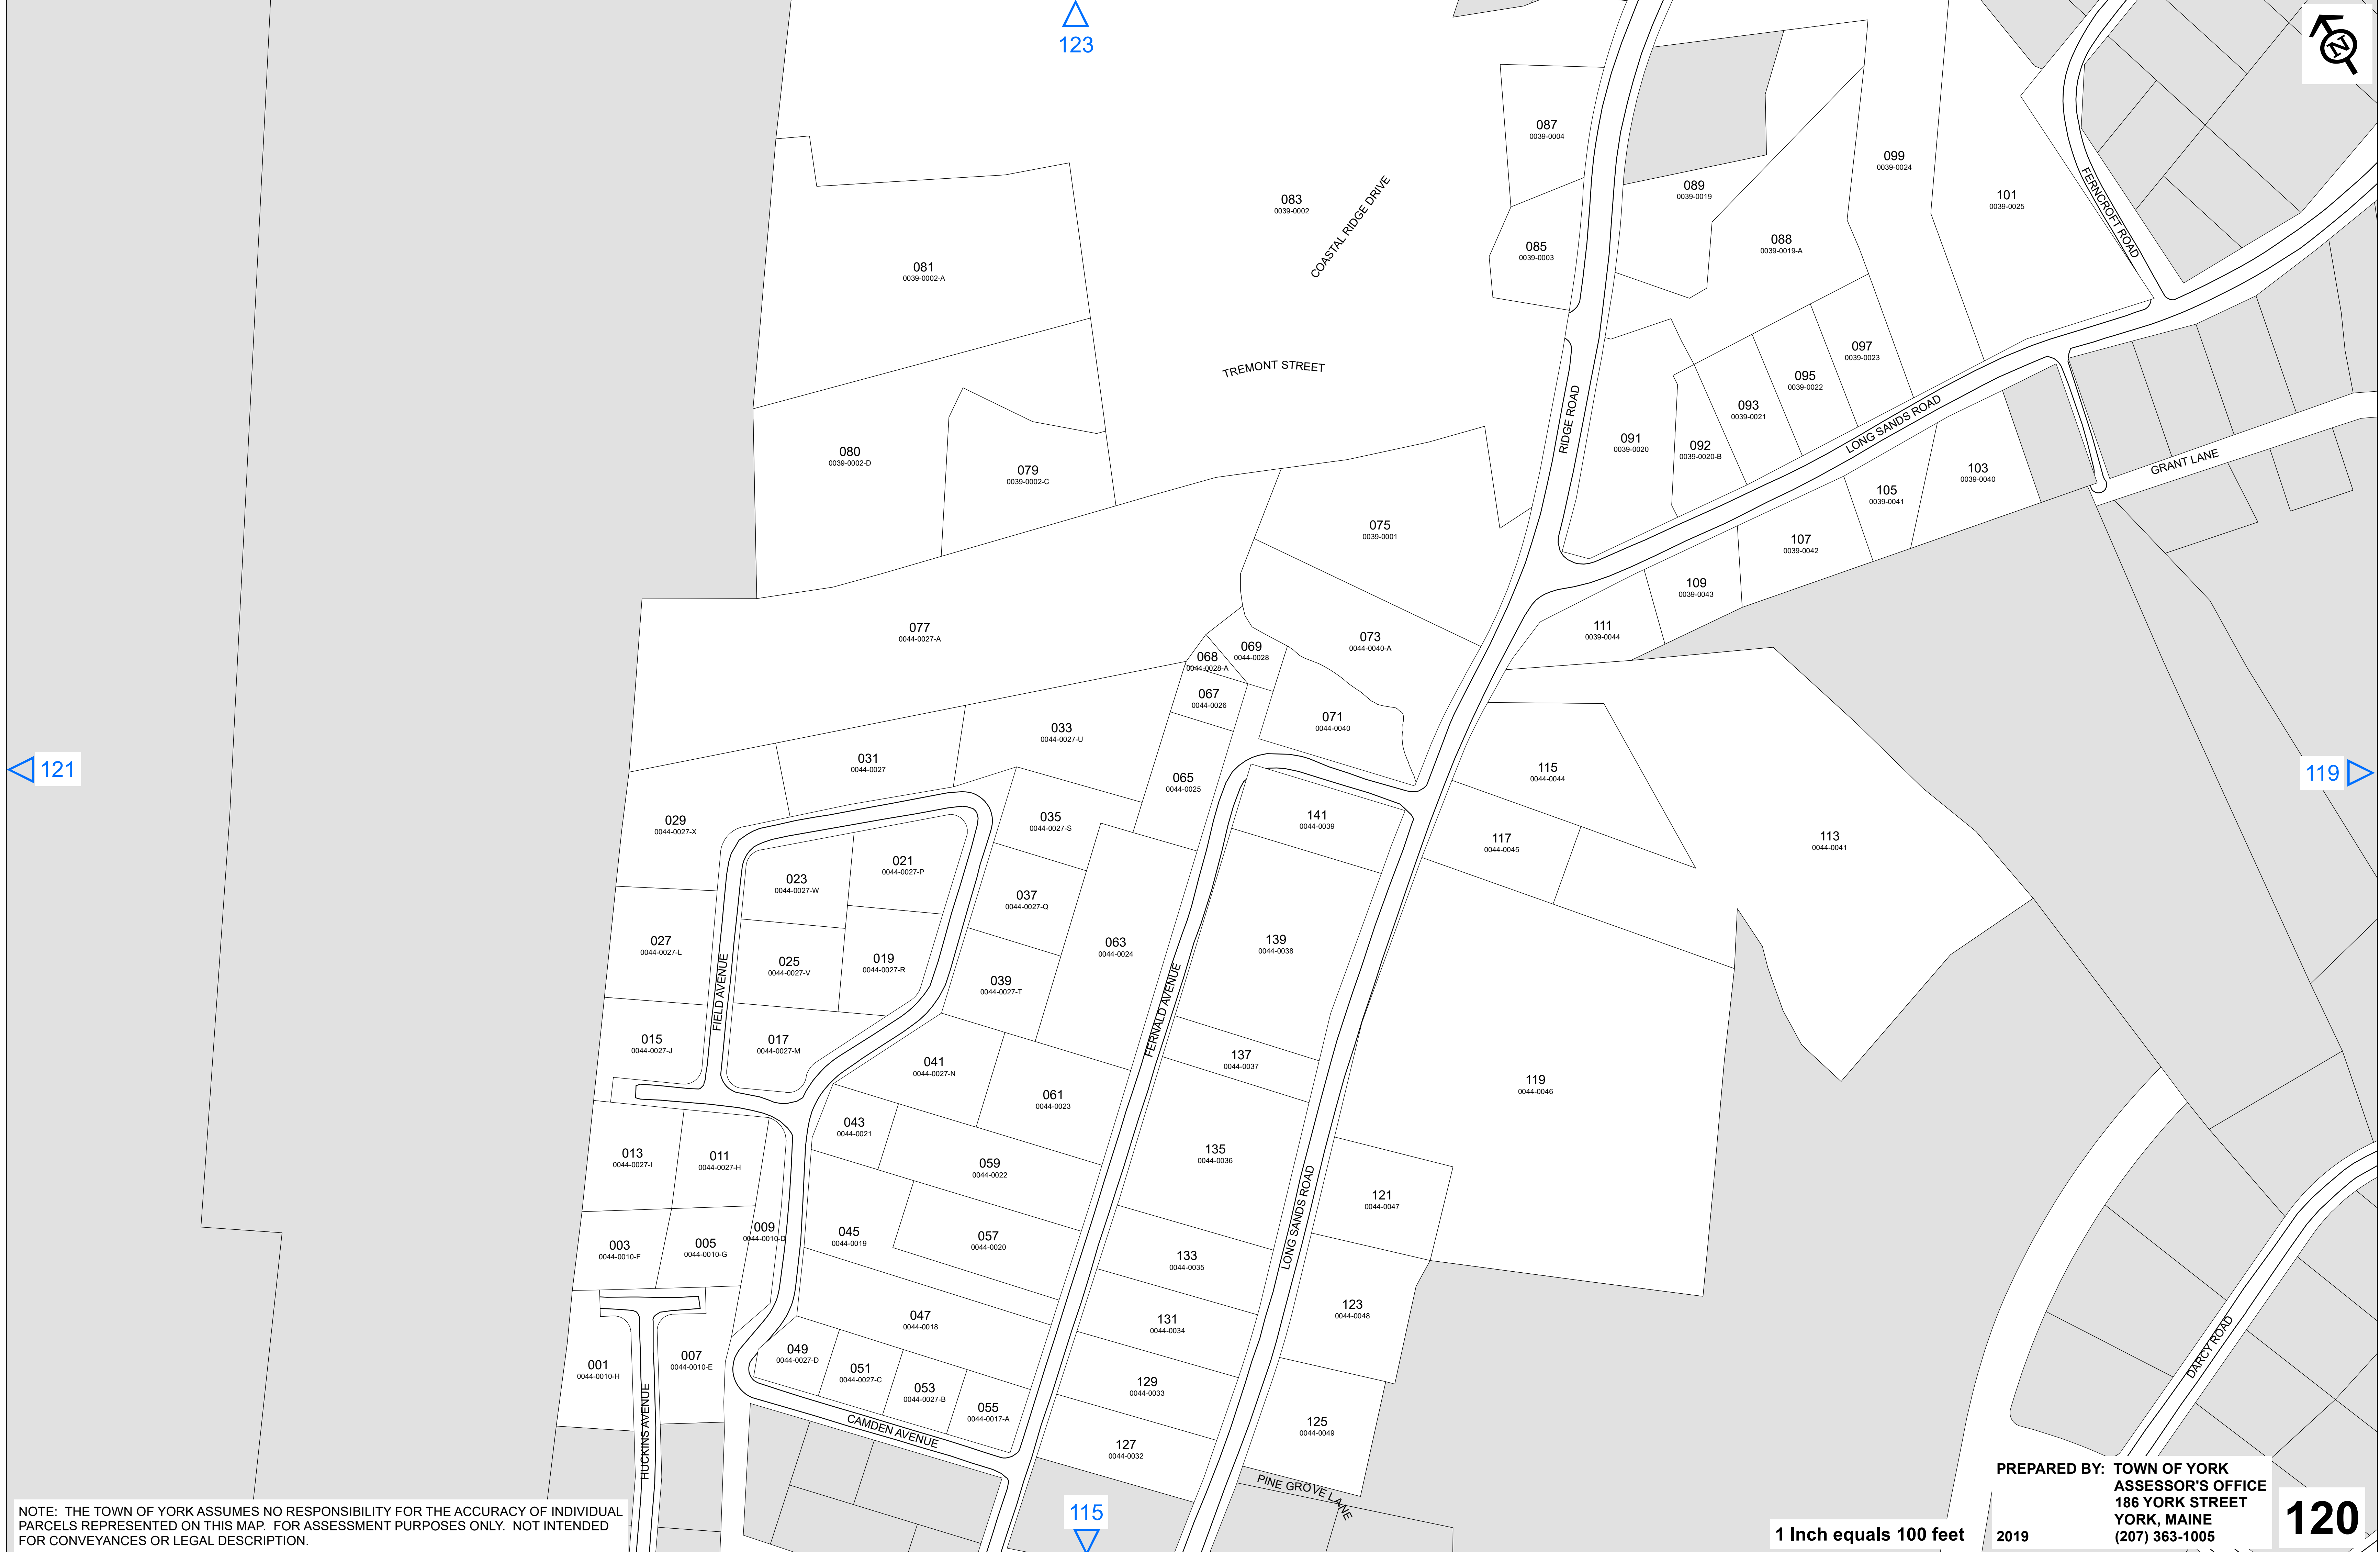 123
N
087
0039-0004
099
0039-0024
089
0039-0019
083
0039-0002
COASTAL RIDGE DRIVE
101
0039-0025
FERNCROFT ROAD
085
0039-0003
088
0039-0019-A
081
0039-0002-A
097
0039-0023
TREMONT STREET
095
0039-0022
093
0039-0021
RIDGE ROAD
LONG SANDS ROAD
091
0039-0020
092
0039-0020-B
080
0039-0002-D
079
0039-0002-C
103
0039-0040
GRANT LANE
105
0039-0041
075
0039-0001
107
0039-0042
109
0039-0043
077
0044-0027-A
111
0039-0044
073
0044-0040-A
069
0044-0028
068
0044-0028-A
067
0044-0026
071
0044-0040
033
0044-0027-U
031
0044-0027
121
119
115
0044-0044
065
0044-0025
029
0044-0027-X
035
0044-0027-S
141
0044-0039
117
0044-0045
113
0044-0041
021
0044-0027-P
023
0044-0027-W
037
0044-0027-Q
027
0044-0027-L
063
0044-0024
139
0044-0038
025
0044-0027-V
019
0044-0027-R
039
0044-0027-T
FIELD AVENUE
FERNALD AVENUE
015
0044-0027-J
017
0044-0027-M
041
0044-0027-N
137
0044-0037
061
0044-0023
119
0044-0046
043
0044-0021
013
0044-0027-I
011
0044-0027-H
059
0044-0022
135
0044-0036
121
0044-0047
LONG SANDS ROAD
009
0044-0010-D
003
0044-0010-F
005
0044-0010-G
045
0044-0019
057
0044-0020
133
0044-0035
123
0044-0048
047
0044-0018
131
0044-0034
DARCY ROAD
001
0044-0010-H
007
0044-0010-E
049
0044-0027-D
051
0044-0027-C
053
0044-0027-B
055
0044-0017-A
129
0044-0033
125
0044-0049
HUCKINS AVENUE
CAMDEN AVENUE
127
0044-0032
PINE GROVE LANE
115
NOTE: THE TOWN OF YORK ASSUMES NO RESPONSIBILITY FOR THE ACCURACY OF INDIVIDUAL
PARCELS REPRESENTED ON THIS MAP. FOR ASSESSMENT PURPOSES ONLY. NOT INTENDED
FOR CONVEYANCES OR LEGAL DESCRIPTION.
1 Inch equals 100 feet
PREPARED BY: TOWN OF YORK
ASSESSOR'S OFFICE
186 YORK STREET
YORK, MAINE
2019 (207) 363-1005
120